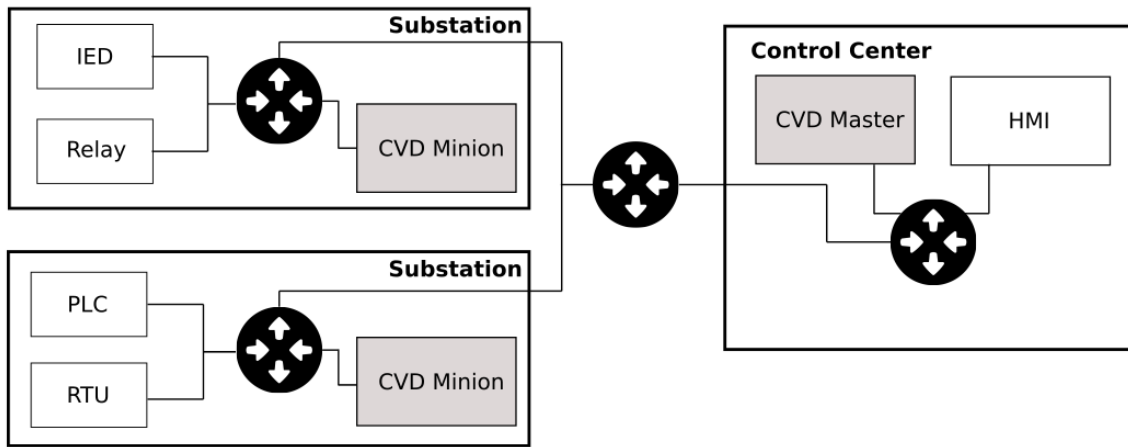 Substation
IED
Relay
CVD Minion
Substation
PLC
RTU
CVD Minion
Control Center
CVD Master
HMI